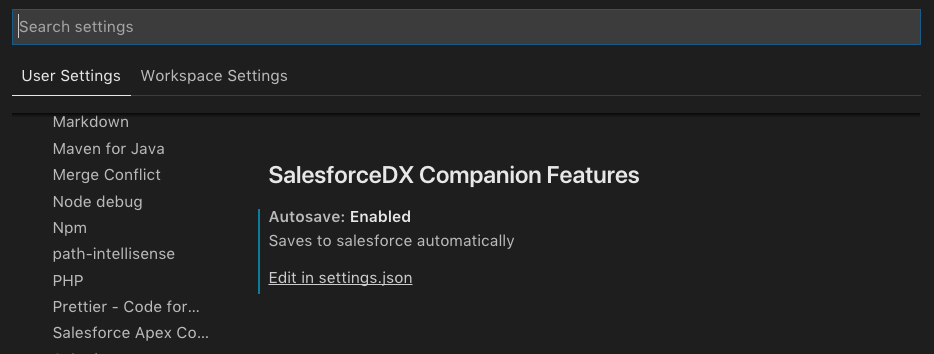 Search settings
User Settings
Workspace Settings
Markdown
Maven for Java
Merge Conflict
Node debug
Npm
path-intellisense
PHP
Prettier - Code for...
Salesforce Apex Co...
SalesforceDX Companion Features
Autosave: Enabled
Saves to salesforce automatically
Edit in settings.json